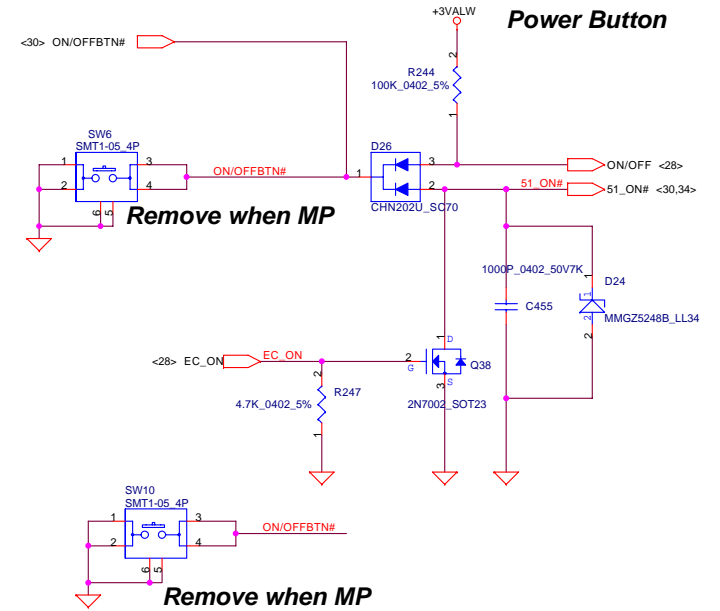 +3VALW
Power Button
<30> ON/OFFBTN#
2
R244
100K_0402_5%
1
SW6
SMT1-05_4P
D26
1
3
2
4
ON/OFFBTN#
1
3
ON/OFF <28>
2
51_ON#
51_ON# <30,34>
6
5
Remove when MP
CHN202U_SC70
1000P_0402_50V7K
1
D24
C455
1
2
MMGZ5248B_LL34
2
1
D
<28> EC_ON
EC_ON
2
G
Q38
S
3
2N7002_SOT23
2
R247
4.7K_0402_5%
1
SW10
SMT1-05_4P
1
3
2
4
ON/OFFBTN#
6
5
Remove when MP